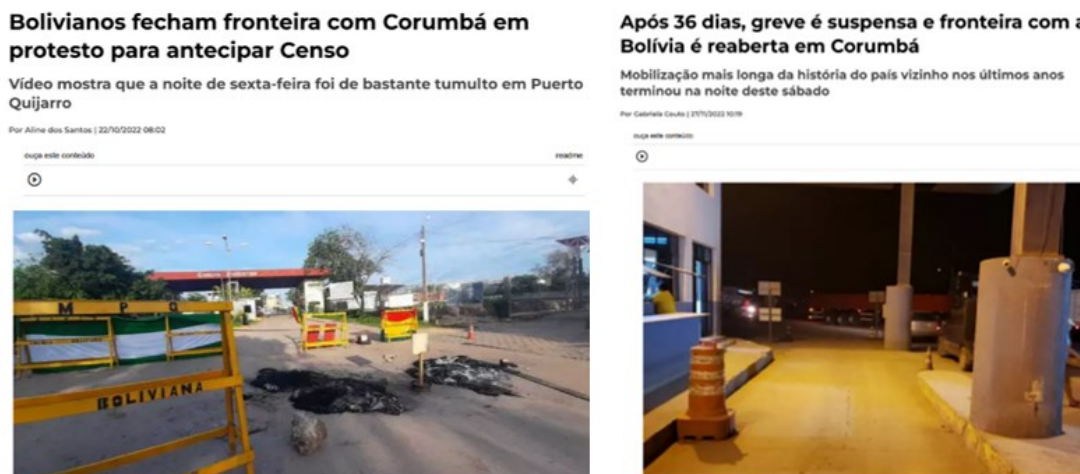 Bolivianos fecham fronteira com Corumbá em
protesto para antecipar Censo
Vídeo mostra que a noite de sexta-feira foi de bastante tumulto em Puerto
Quijarro
Por Aline dos Santos | 22/10/2022 08:02
ouça este conteúdo
readme
M P Q
BOLIVIANA
Após 36 dias, greve é suspensa e fronteira com a
Bolívia é reaberta em Corumbá
Mobilização mais longa da história do país vizinho nos últimos anos
terminou na noite deste sábado
Por Gabriela Couto | 27/11/2022 10:19
ouça este conteúdo